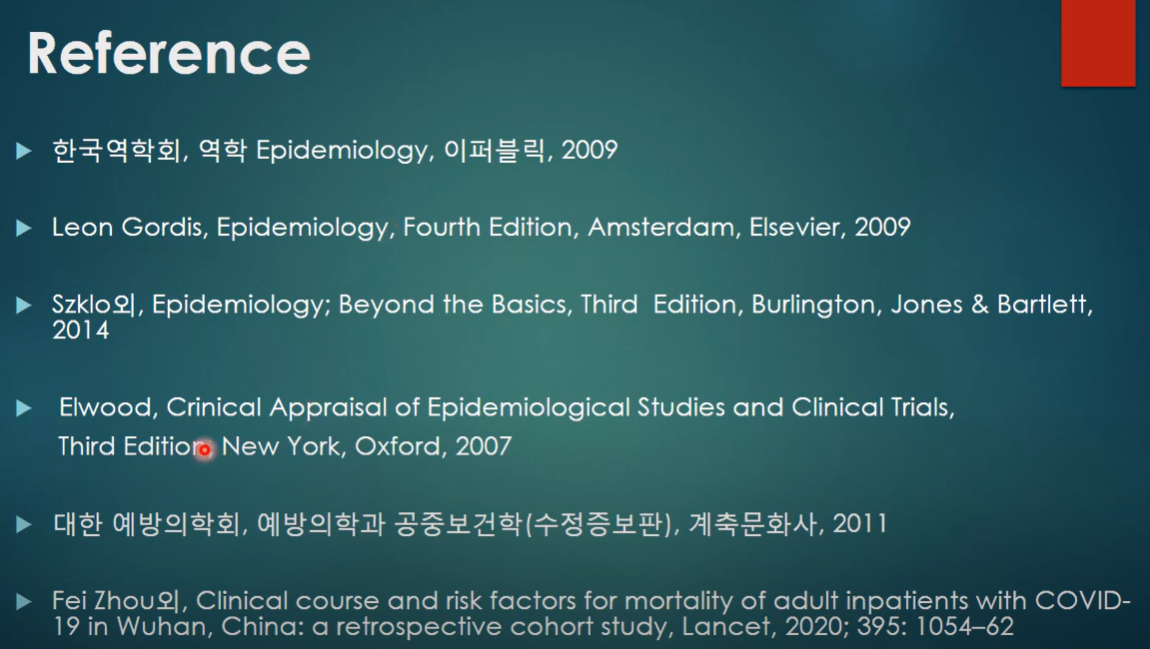 Reference
한국역학회, 역학 Epidemiology, 이퍼블릭, 2009
Leon Gordis, Epidemiology, Fourth Edition, Amsterdam, Elsevier, 2009
Szklo외, Epidemiology; Beyond the Basics, Third Edition, Burlington, Jones & Bartlett,
2014
Elwood, Crinical Appraisal of Epidemiological Studies and Clinical Trials,
Third Edition, New York, Oxford, 2007
대한 예방의학회, 예방의학과 공중보건학(수정증보판), 계축문화사, 2011
Fei Zhou외, Clinical course and risk factors for mortality of adult inpatients with COVID-
19 in Wuhan, China: a retrospective cohort study, Lancet, 2020; 395: 1054–62